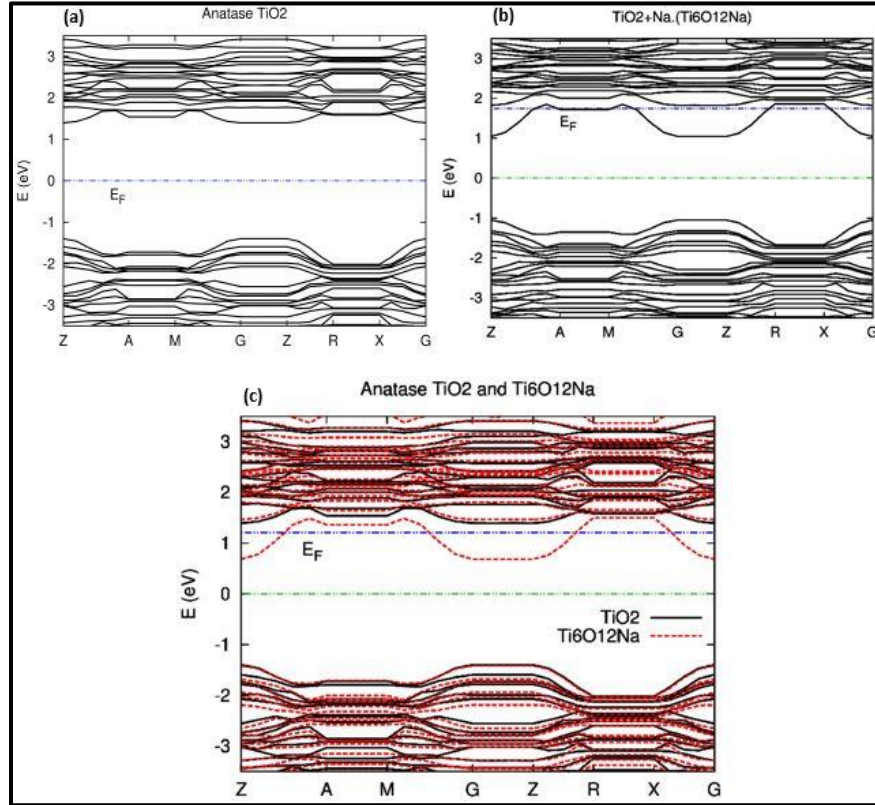 (a)
Anatase TiO2
3
2
1
0
-1
-2
-3
E (eV)
E_F
Z A M G Z R X G
(b)
TiO2+Na.(Ti6O12Na)
3
2
1
0
-1
-2
-3
E (eV)
E_F
Z A M G Z R X G
(c)
Anatase TiO2 and Ti6O12Na
3
2
1
0
-1
-2
-3
E (eV)
E_F
TiO2
Ti6O12Na
Z A M G Z R X G